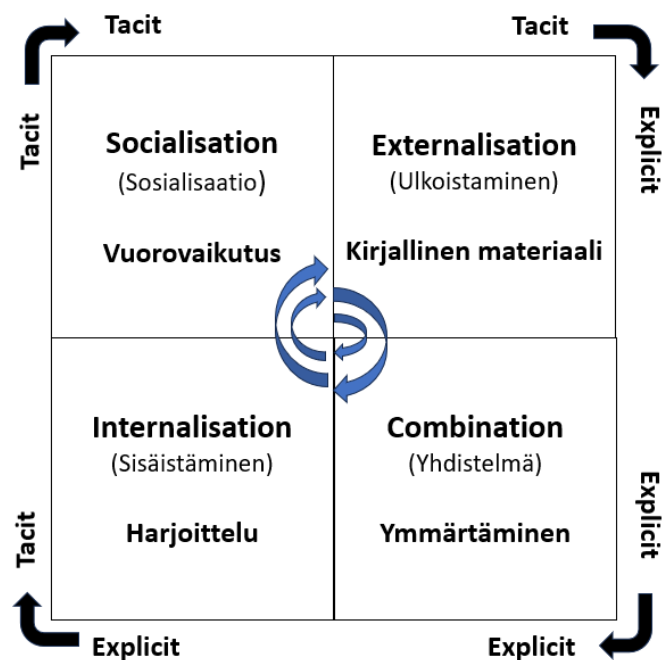 Tacit
Tacit
Tacit
Explicit
Socialisation
(Sosialisaatio)
Vuorovaikutus
Externalisation
(Ulkoistaminen)
Kirjallinen materiaali
Internalisation
(Sisäistäminen)
Harjoittelu
Combination
(Yhdistelmä)
Ymmärtäminen
Tacit
Explicit
Explicit
Explicit